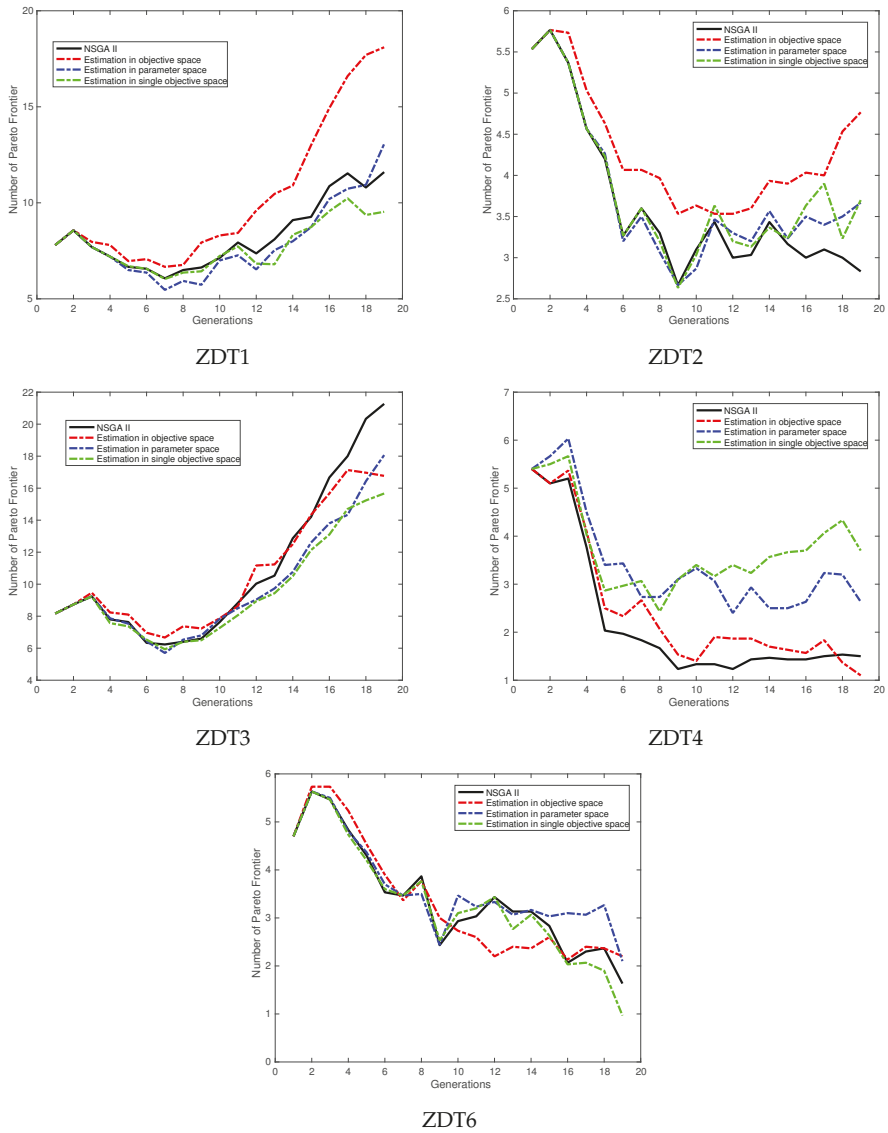 20
15
10
5
0 2 4 6 8 10 12 14 16 18 20
Number of Pareto Frontier
Generations
NSGA II
Estimation in objective space
Estimation in parameter space
Estimation in single objective space
ZDT1
6
5.5
5
4.5
4
3.5
3
2.5
0 2 4 6 8 10 12 14 16 18 20
Number of Pareto Frontier
Generations
NSGA II
Estimation in objective space
Estimation in parameter space
Estimation in single objective space
ZDT2
22
20
18
16
14
12
10
8
6
4
0 2 4 6 8 10 12 14 16 18 20
Number of Pareto Frontier
Generations
NSGA II
Estimation in objective space
Estimation in parameter space
Estimation in single objective space
ZDT3
7
6
5
4
3
2
1
0 2 4 6 8 10 12 14 16 18 20
Number of Pareto Frontier
Generations
NSGA II
Estimation in objective space
Estimation in parameter space
Estimation in single objective space
ZDT4
6
5
4
3
2
1
0
0 2 4 6 8 10 12 14 16 18 20
Number of Pareto Frontier
Generations
NSGA II
Estimation in objective space
Estimation in parameter space
Estimation in single objective space
ZDT6